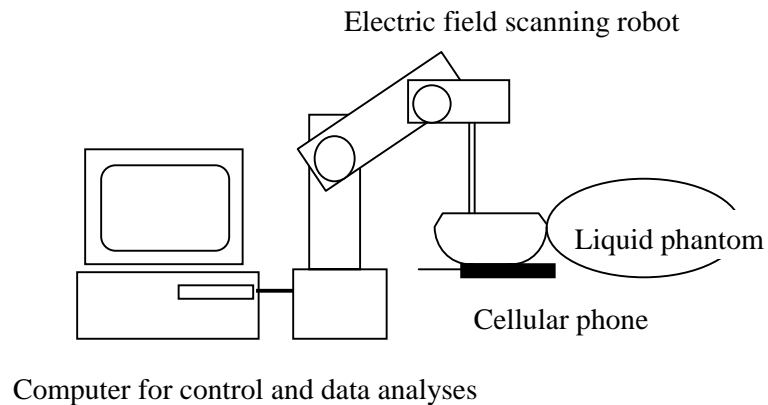 Electric field scanning robot
Liquid phantom
Cellular phone
Computer for control and data analyses